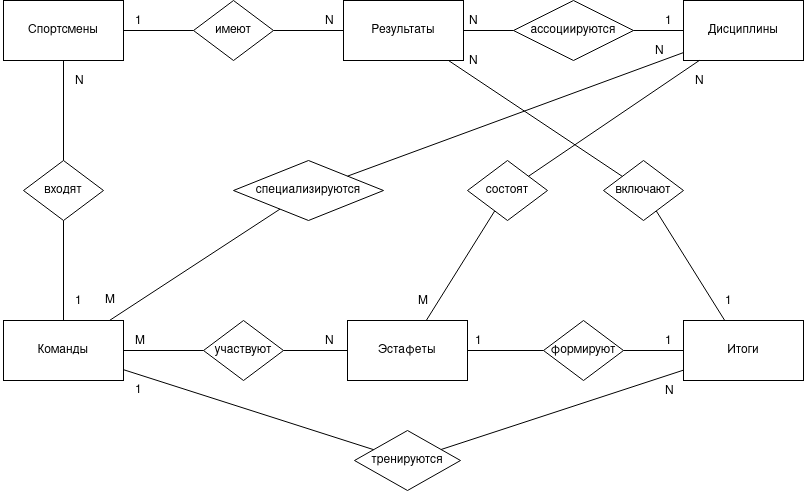 Спортсмены
1
имеют
N
Результаты
N
ассоциируются
1
Дисциплины
N
N
N
N
входят
специализируются
состоят
включают
1
M
M
1
Команды
M
участвуют
N
Эстафеты
1
формируют
1
Итоги
1
N
тренируются